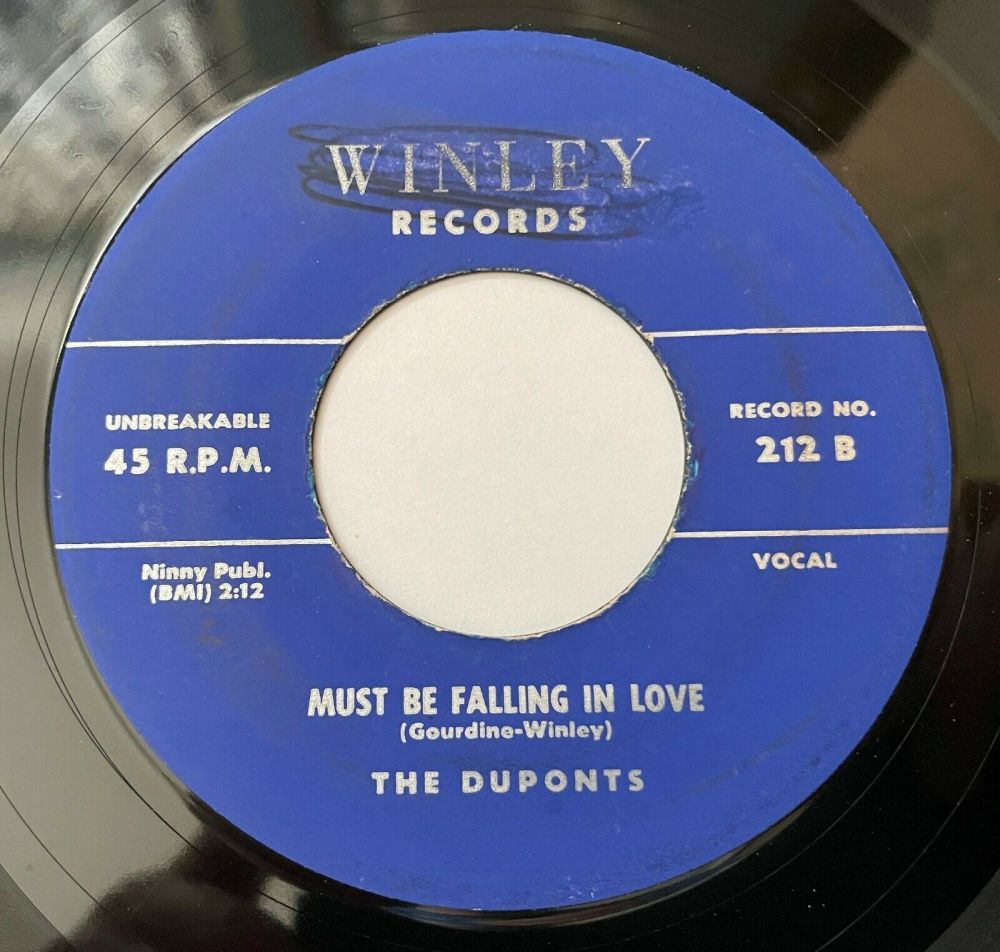 WINLEY
RECORDS
UNBREAKABLE
45 R.P.M.
RECORD NO.
212 B
Ninny Publ.
(BMI) 2:12
VOCAL
MUST BE FALLING IN LOVE
(Gourdine-Winley)
THE DUPONTS